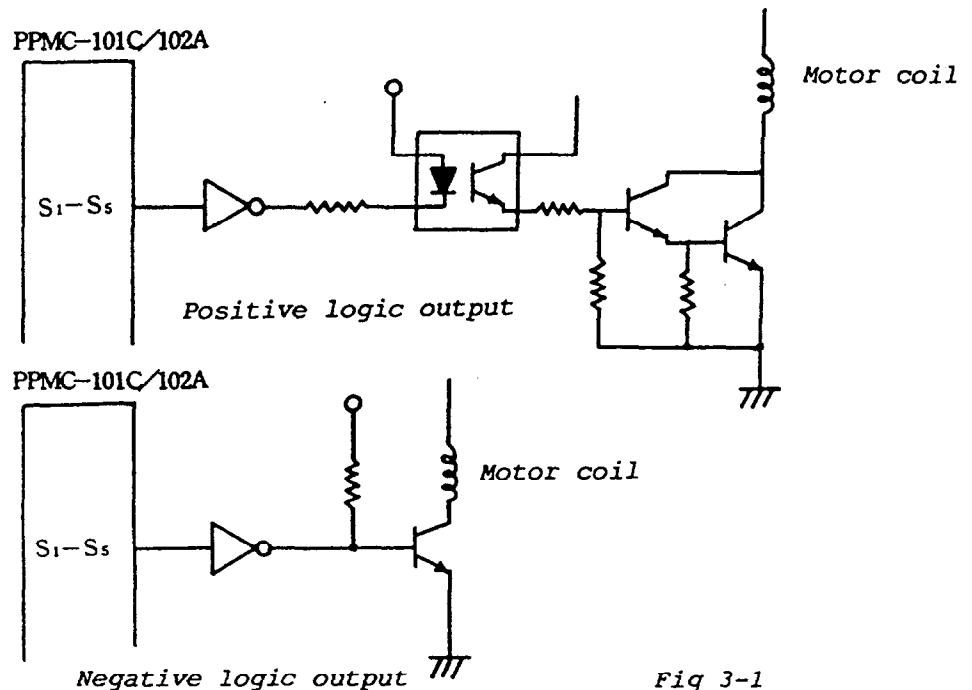 PPMC-101C/102A
Motor coil
S1-S5
Positive logic output
PPMC-101C/102A
Motor coil
S1-S5
Negative logic output
Fig 3-1